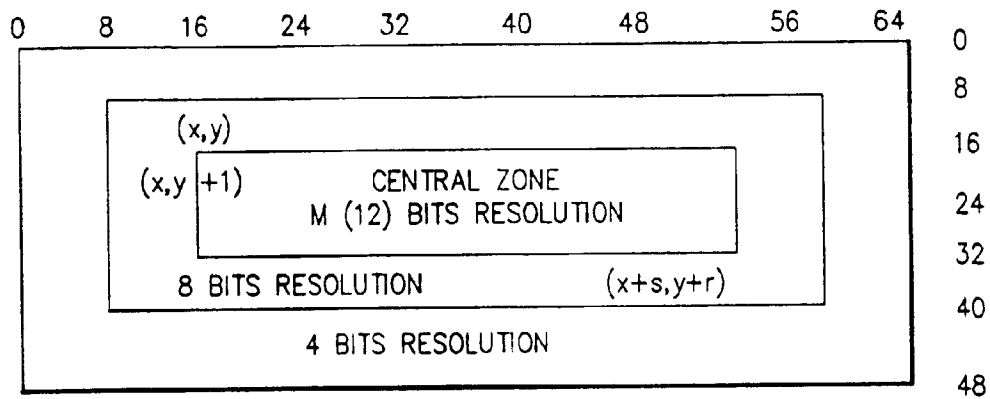 0 8 16 24 32 40 48 56 64
0
8
(x,y)
16
(x,y +1) CENTRAL ZONE
M (12) BITS RESOLUTION
24
32
8 BITS RESOLUTION (x+s,y+r)
40
4 BITS RESOLUTION
48